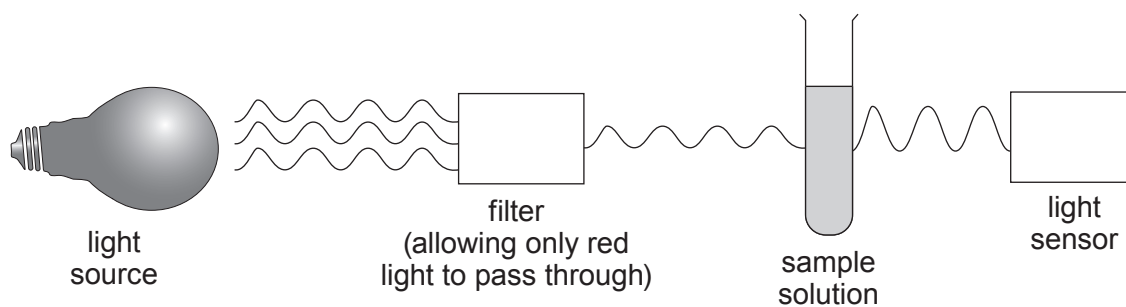 light
source
filter
(allowing only red
light to pass through)
sample
solution
light
sensor